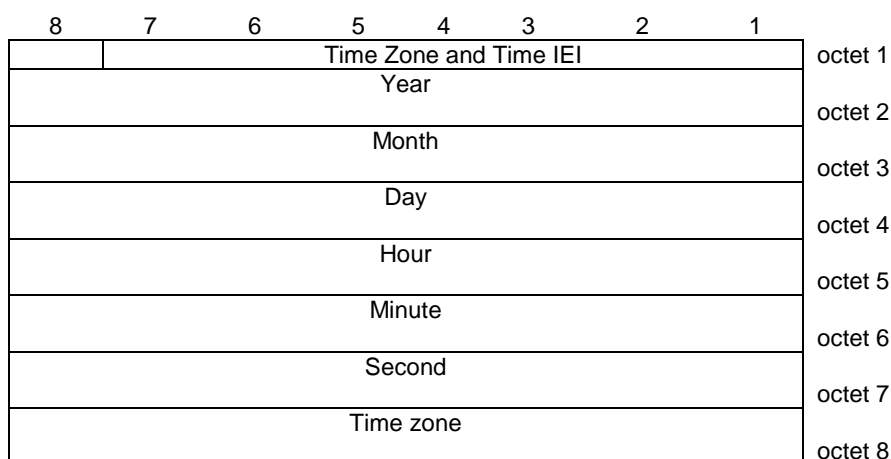 8 7 6 5 4 3 2 1
Time Zone and Time IEI octet 1
Year
octet 2
Month
octet 3
Day
octet 4
Hour
octet 5
Minute
octet 6
Second
octet 7
Time zone
octet 8